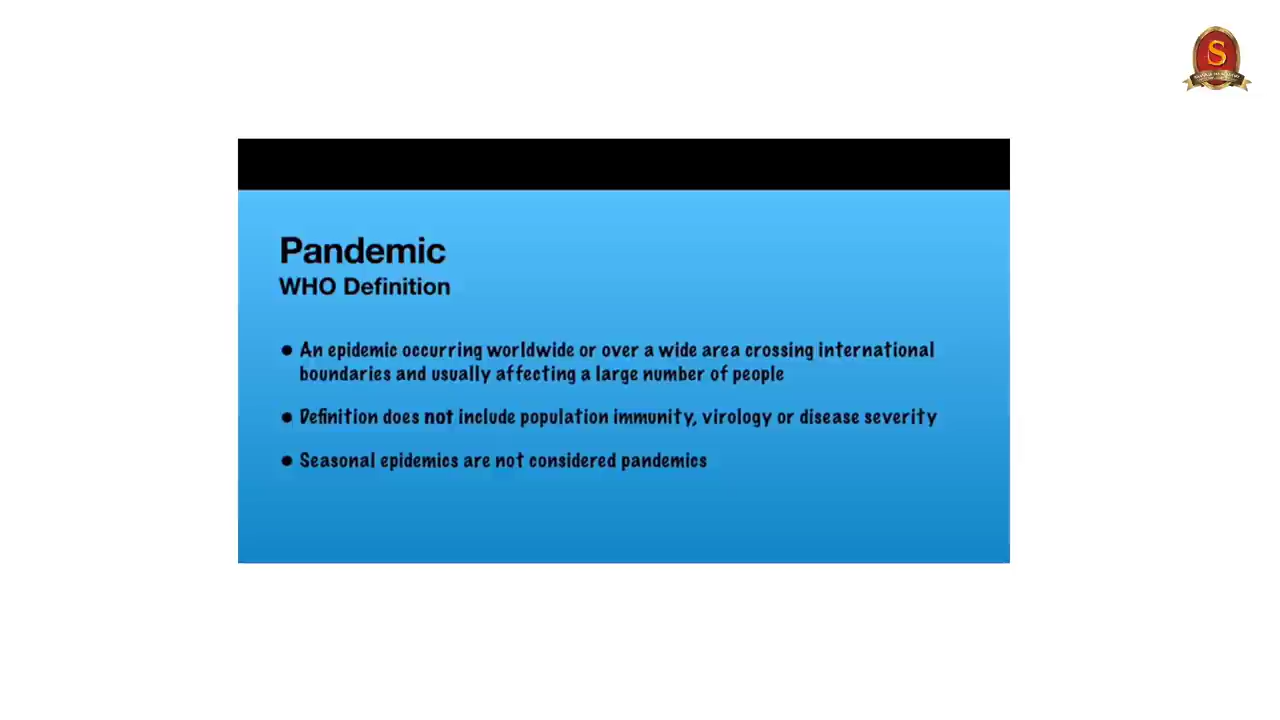 S
Pandemic
WHO Definition
● An epidemic occurring worldwide or over a wide area crossing international
boundaries and usually affecting a large number of people
● Definition does not include population immunity, virology or disease severity
● Seasonal epidemics are not considered pandemics